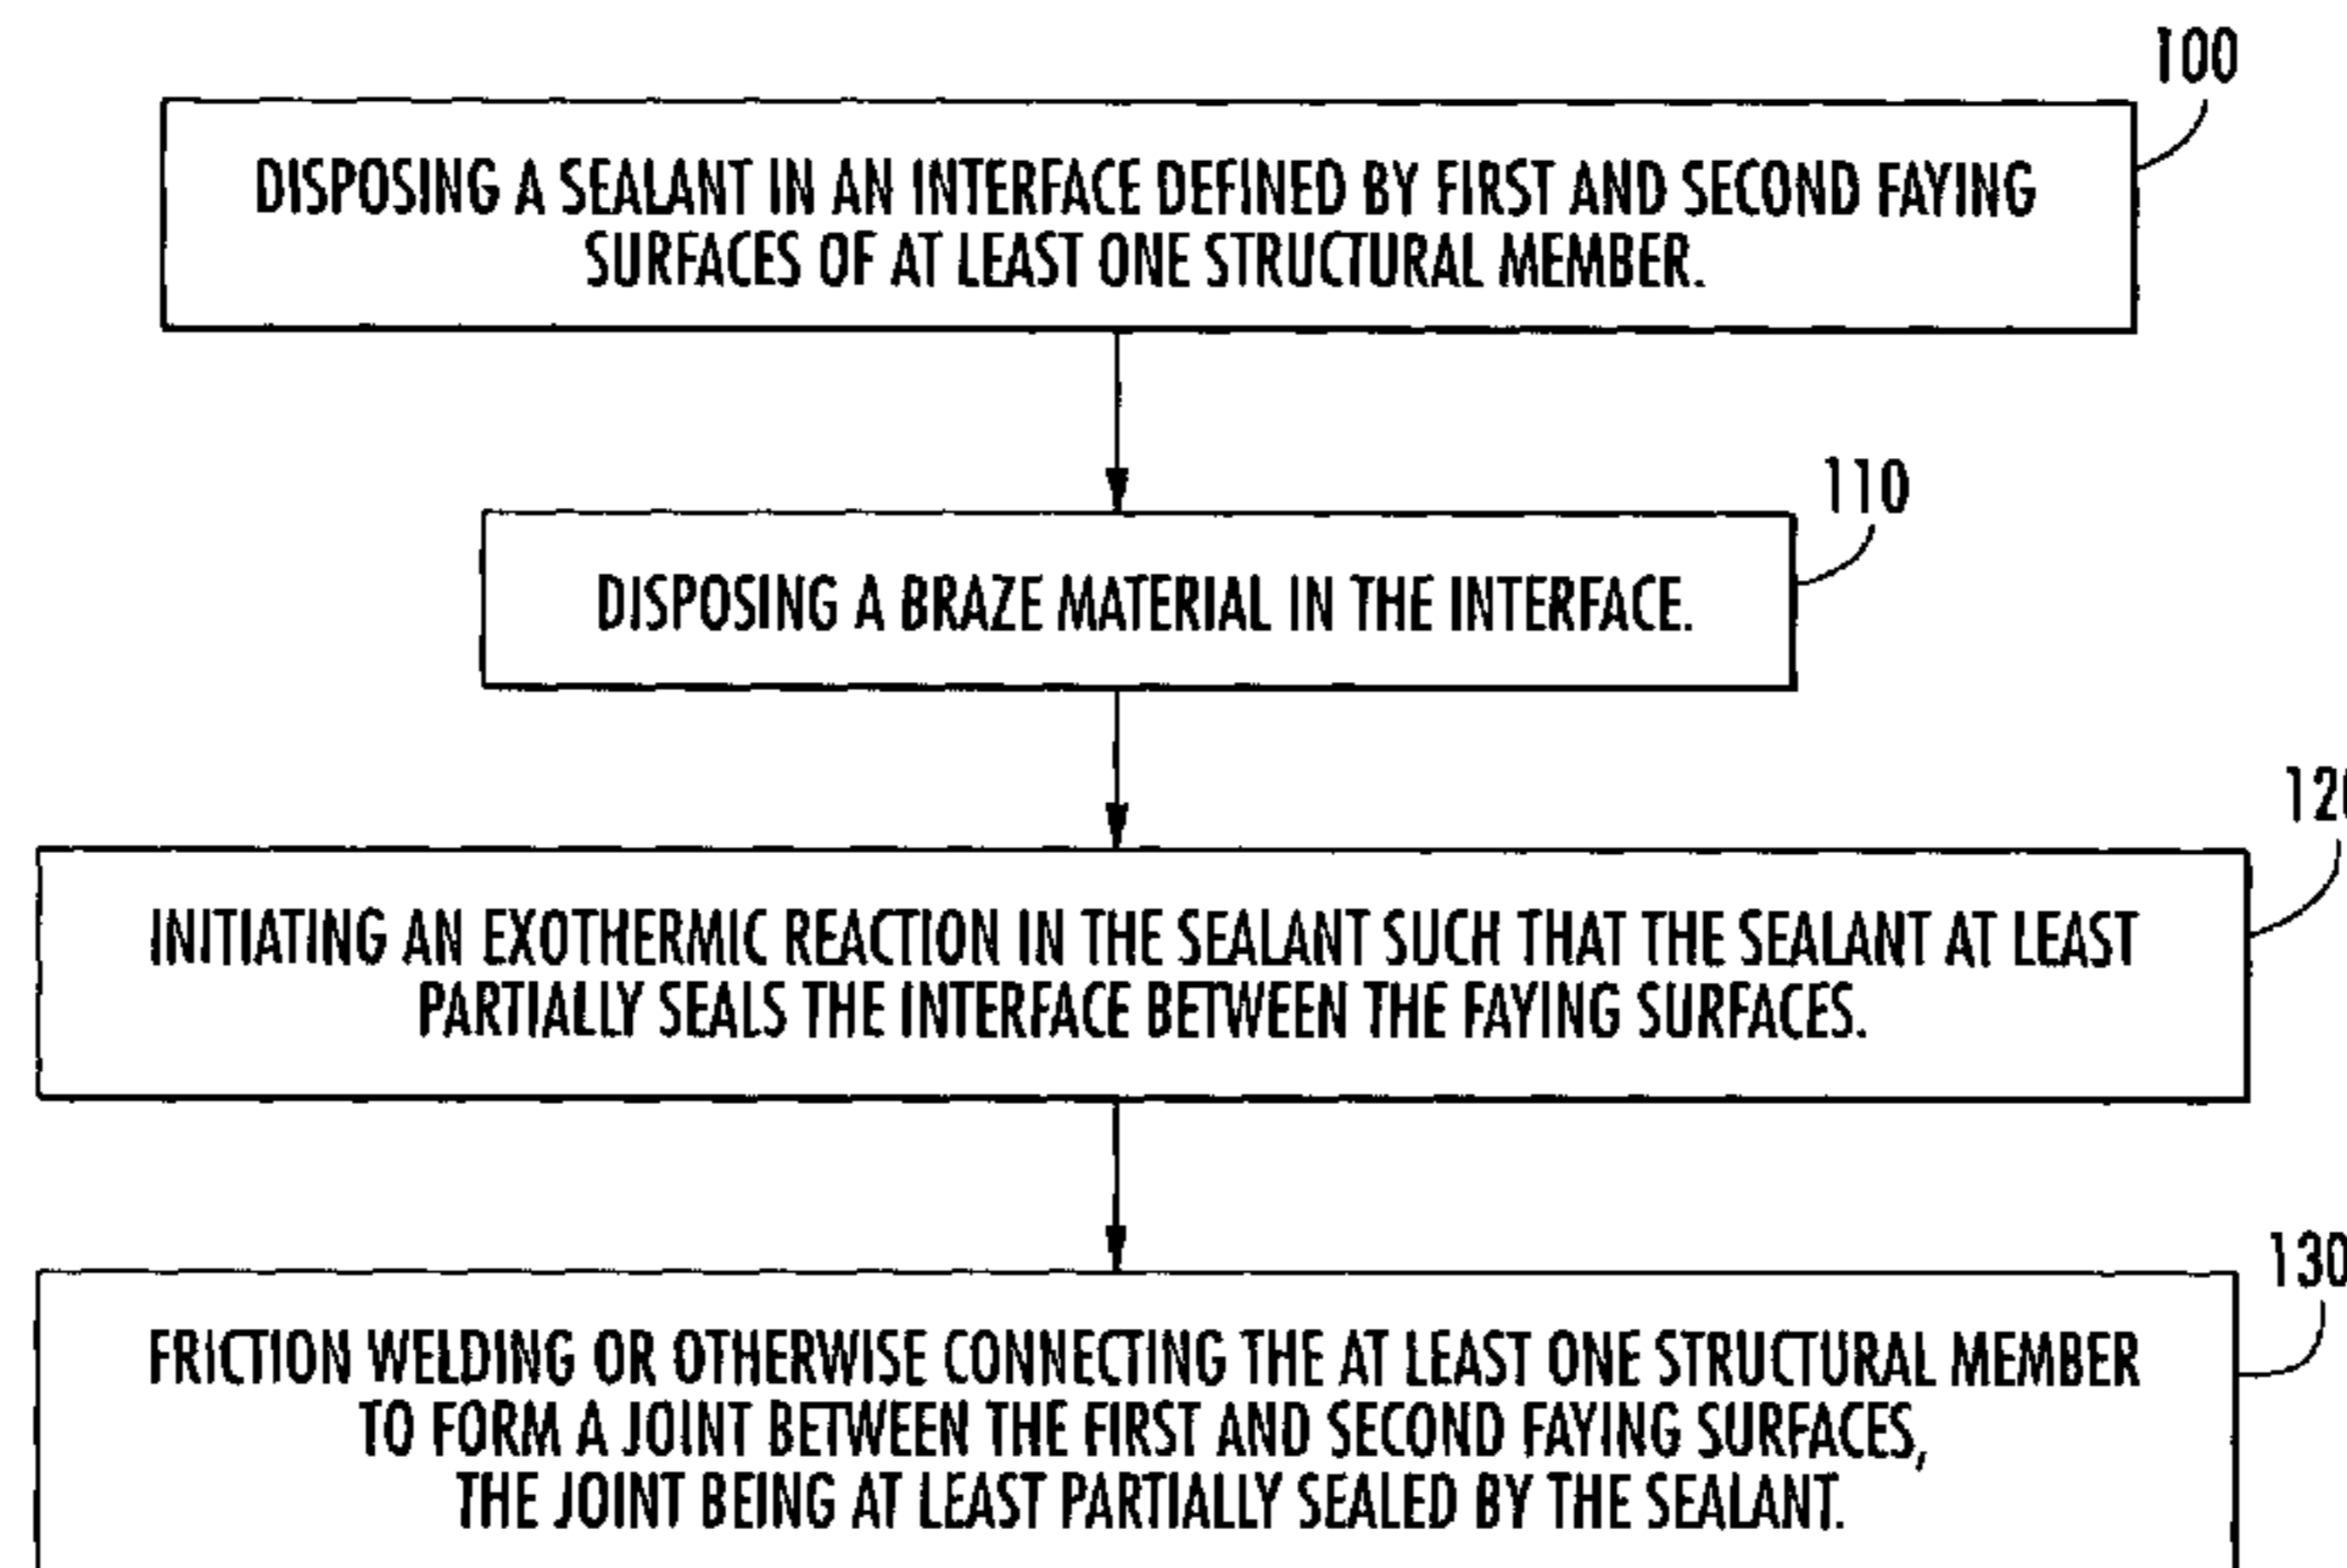 100
DISPOSING A SEALANT IN AN INTERFACE DEFINED BY FIRST AND SECOND FAYING
SURFACES OF AT LEAST ONE STRUCTURAL MEMBER.
110
DISPOSING A BRAZE MATERIAL IN THE INTERFACE.
120
INITIATING AN EXOTHERMIC REACTION IN THE SEALANT SUCH THAT THE SEALANT AT LEAST
PARTIALLY SEALS THE INTERFACE BETWEEN THE FAYING SURFACES.
130
FRICTION WELDING OR OTHERWISE CONNECTING THE AT LEAST ONE STRUCTURAL MEMBER
TO FORM A JOINT BETWEEN THE FIRST AND SECOND FAYING SURFACES,
THE JOINT BEING AT LEAST PARTIALLY SEALED BY THE SEALANT.